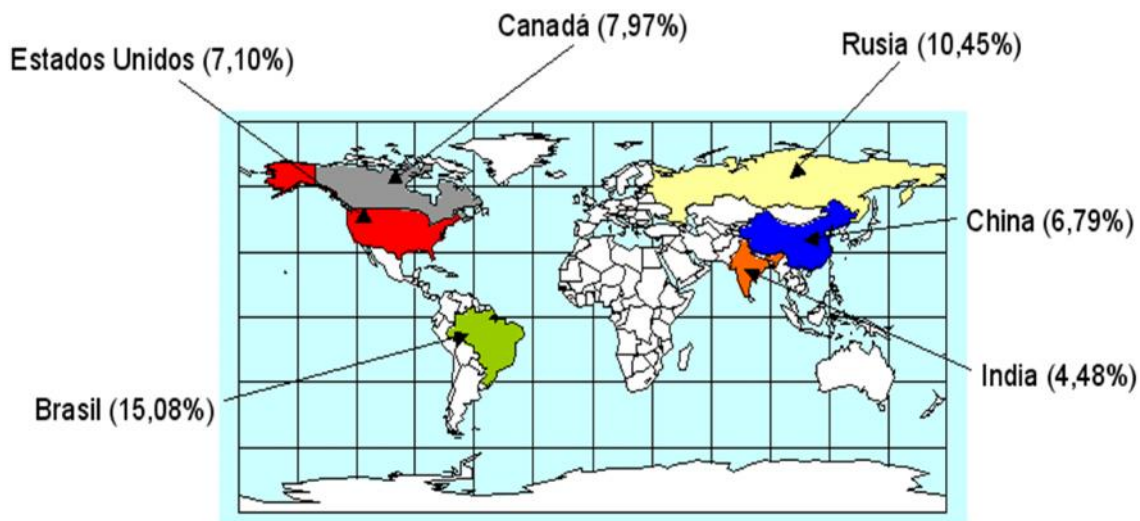 Canadá (7,97%)
Estados Unidos (7,10%)
Rusia (10,45%)
China (6,79%)
India (4,48%)
Brasil (15,08%)